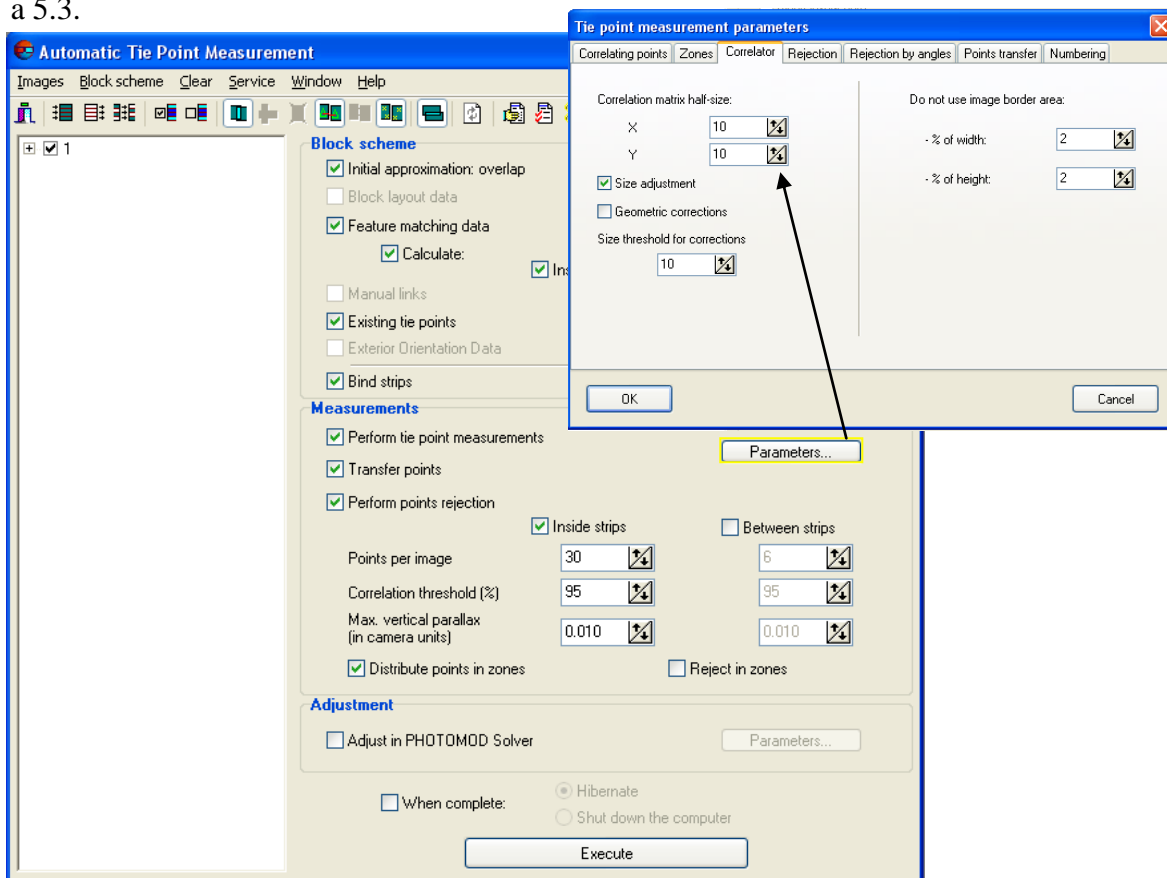 a 5.3.
Automatic Tie Point Measurement
Images Block scheme Clear Service Window Help
1
Block scheme
Initial approximation: overlap
Block layout data
Feature matching data
Calculate:
Manual links
Existing tie points
Exterior Orientation Data
Bind strips
Measurements
Perform tie point measurements
Parameters...
Transfer points
Perform points rejection
Inside strips Between strips
Points per image 30 6
Correlation threshold (%) 95 95
Max. vertical parallax
(in camera units) 0.010 0.010
Distribute points in zones Reject in zones
Adjustment
Adjust in PHOTOMOD Solver Parameters...
When complete: Hibernate
Shut down the computer
Execute
Tie point measurement parameters
Correlating points Zones Correlator Rejection Rejection by angles Points transfer Numbering
Correlation matrix half-size:
X 10
Y 10
Size adjustment
Geometric corrections
Size threshold for corrections
10
Do not use image border area:
- % of width: 2
- % of height: 2
OK Cancel